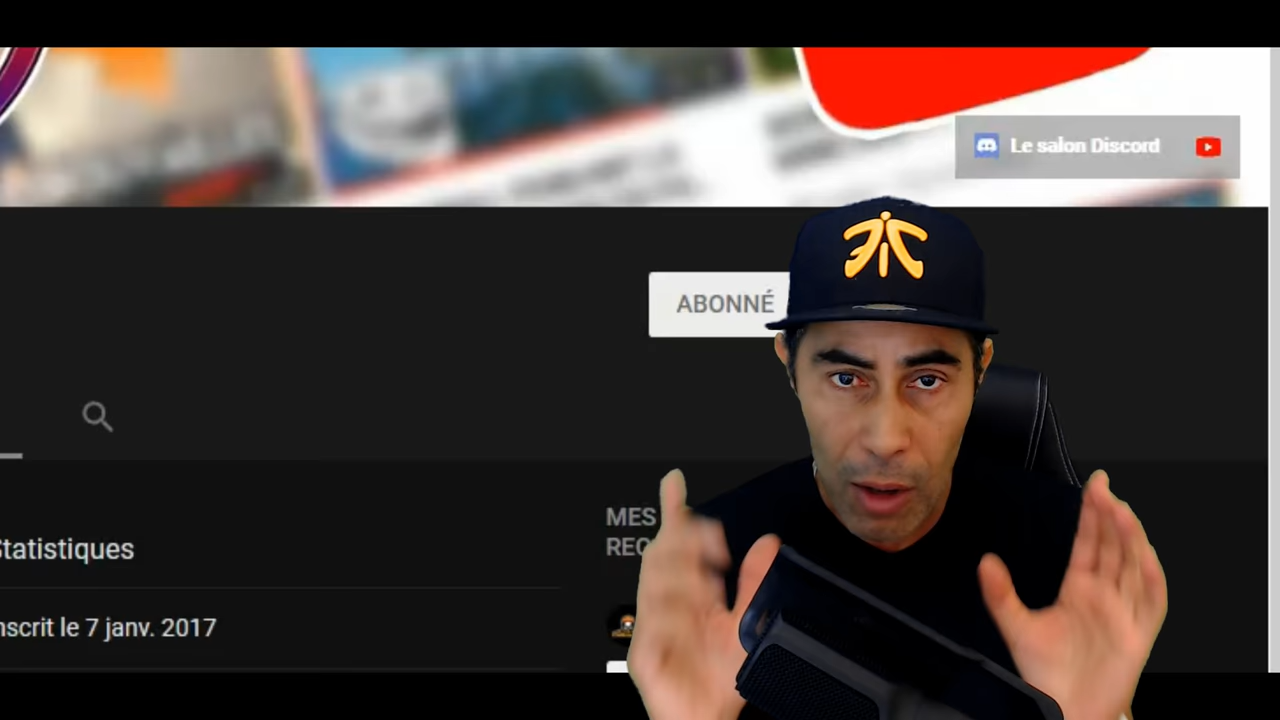 Le salon Discord
ABONNÉ
MES
REC
Statistiques
nscrit le 7 janv. 2017